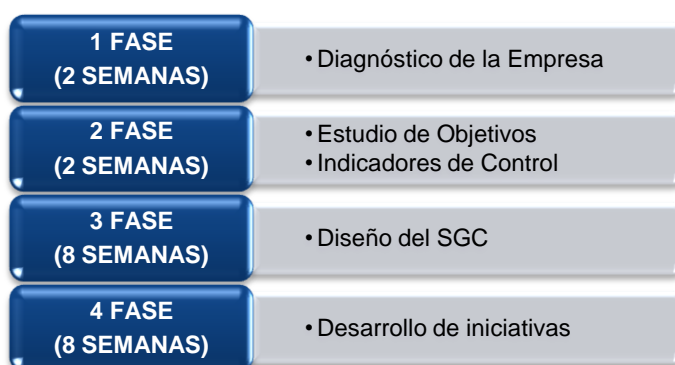 1 FASE
(2 SEMANAS)
• Diagnóstico de la Empresa
2 FASE
(2 SEMANAS)
• Estudio de Objetivos
• Indicadores de Control
3 FASE
(8 SEMANAS)
• Diseño del SGC
4 FASE
(8 SEMANAS)
• Desarrollo de iniciativas